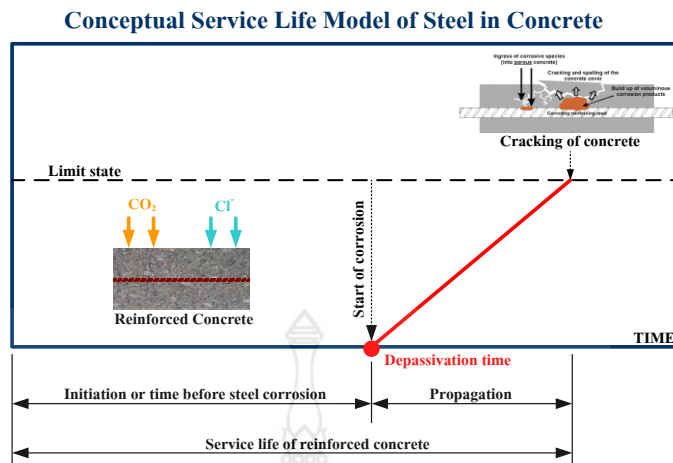 Conceptual Service Life Model of Steel in Concrete
Ingress of corrosive species
(into porous concrete)
Cracking and spalling of the
concrete cover
Build up of voluminous
corrosion products
Corroding reinforcing steel
Cracking of concrete
Limit state
CO₂
Cl⁻
Start of corrosion
Reinforced Concrete
TIME
Depassivation time
Initiation or time before steel corrosion
Propagation
Service life of reinforced concrete